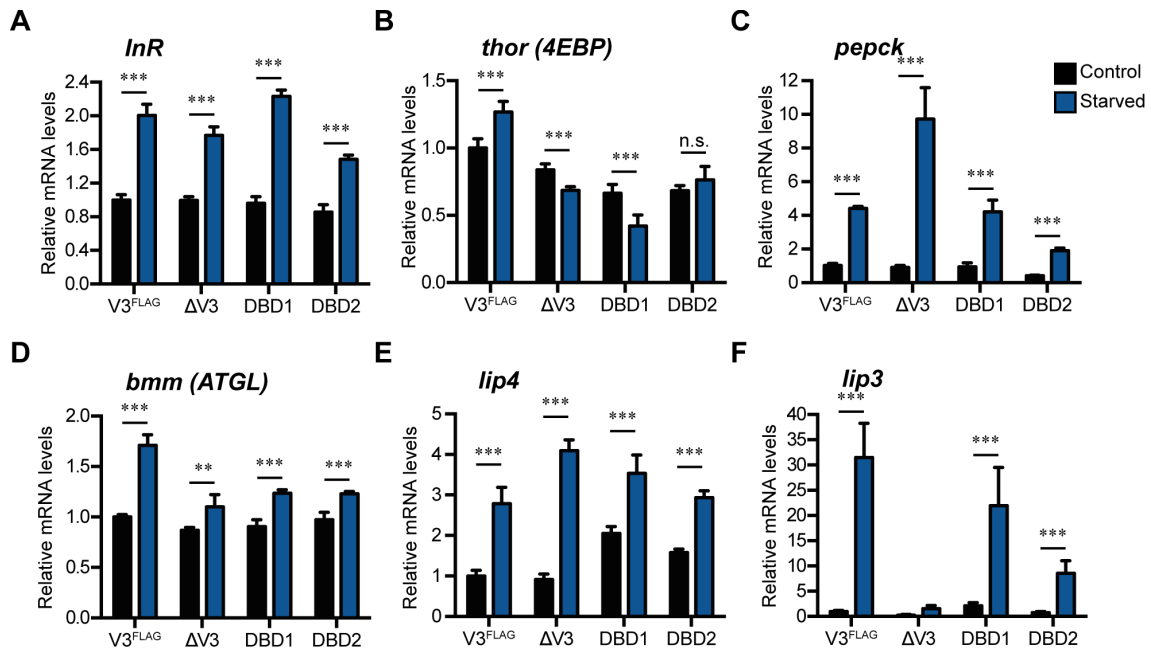 A
InR
Relative mRNA levels
2.4
2.0
1.6
1.2
0.8
0.4
0.0
***
***
***
***
V3FLAG
ΔV3
DBD1
DBD2
B
thor (4EBP)
Relative mRNA levels
1.5
1.0
0.5
0.0
***
***
***
n.s.
V3FLAG
ΔV3
DBD1
DBD2
C
pepck
Relative mRNA levels
12
10
8
6
4
2
0
***
***
***
***
V3FLAG
ΔV3
DBD1
DBD2
Control
Starved
D
bmm (ATGL)
Relative mRNA levels
2.0
1.5
1.0
0.5
0.0
***
**
***
***
V3FLAG
ΔV3
DBD1
DBD2
E
lip4
Relative mRNA levels
5
4
3
2
1
0
***
***
***
***
V3FLAG
ΔV3
DBD1
DBD2
F
lip3
Relative mRNA levels
40
35
30
25
20
15
10
5
0
***
***
***
V3FLAG
ΔV3
DBD1
DBD2